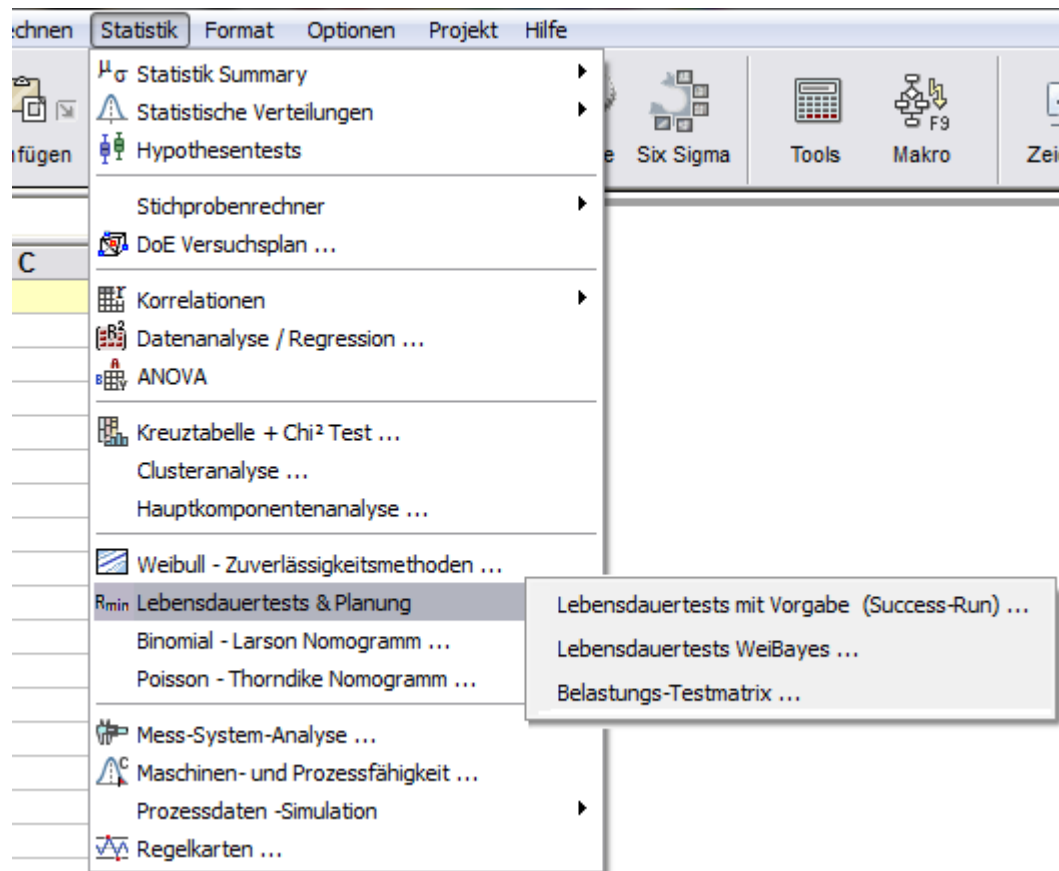 chnen Statistik Format Optionen Projekt Hilfe
µσ Statistik Summary
Statistische Verteilungen
Hypothesentests
Six Sigma
Tools
Makro
F9
Stichprobenrechner
DoE Versuchsplan ...
C
Korrelationen
Datenanalyse / Regression ...
ANOVA
Kreuztabelle + Chi² Test ...
Clusteranalyse ...
Hauptkomponentenanalyse ...
Weibull - Zuverlässigkeitsmethoden ...
Rmin Lebensdauertests & Planung
Binomial - Larson Nomogramm ...
Poisson - Thorndike Nomogramm ...
Lebensdauertests mit Vorgabe (Success-Run) ...
Lebensdauertests WeiBayes ...
Belastungs-Testmatrix ...
Mess-System-Analyse ...
Maschinen- und Prozessfähigkeit ...
Prozessdaten -Simulation
Regelkarten ...